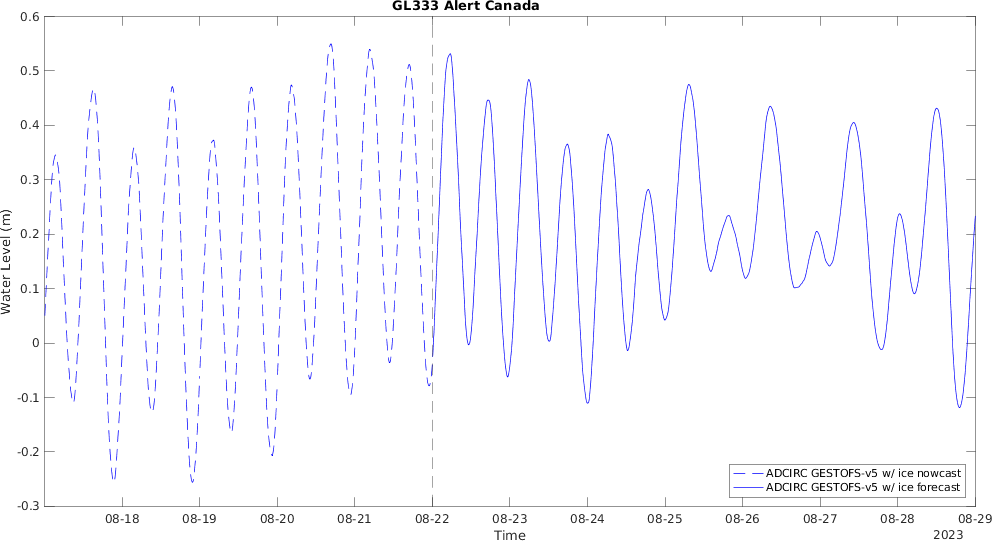 GL333 Alert Canada
0.6
0.5
0.4
0.3
0.2
0.1
0
-0.1
-0.2
-0.3
Water Level (m)
ADCIRC GESTOFS-v5 w/ ice nowcast
ADCIRC GESTOFS-v5 w/ ice forecast
08-18 08-19 08-20 08-21 08-22 08-23 08-24 08-25 08-26 08-27 08-28 08-29
Time
2023